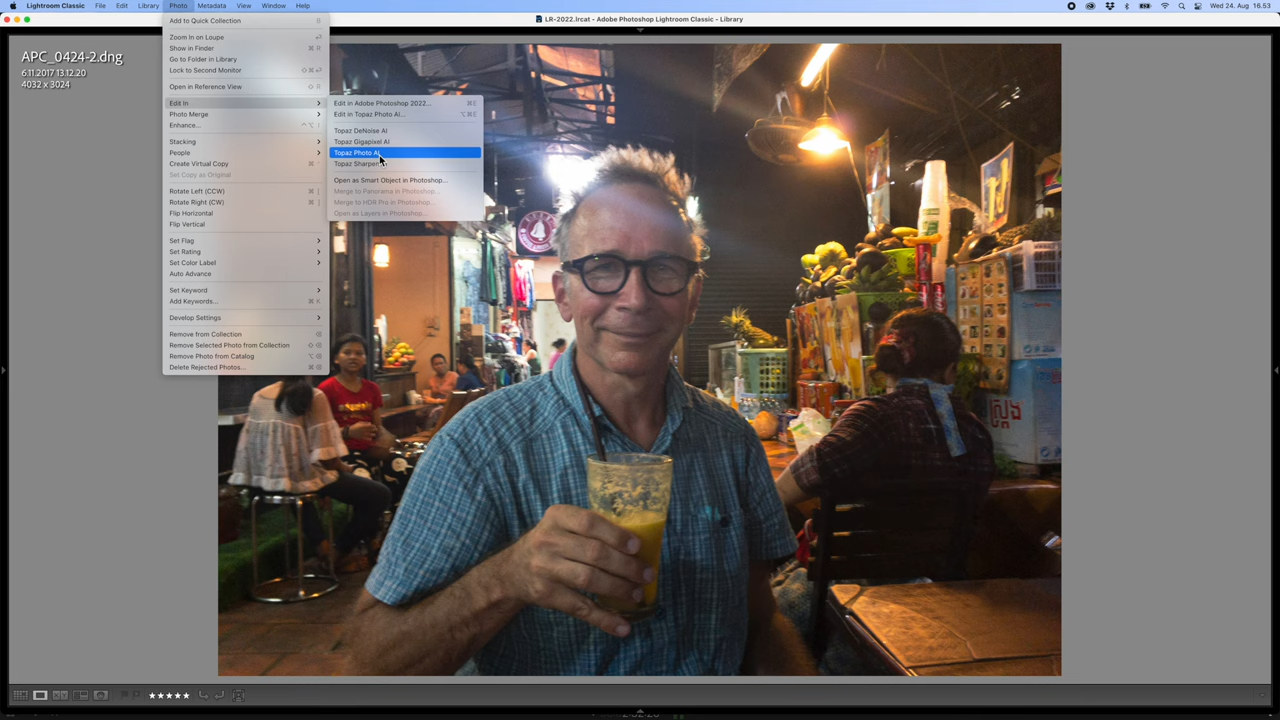 Lightroom Classic File Edit Library Photo Metadata View Window Help Wed 24. Aug 16.53
LR-2022.lrcat - Adobe Photoshop Lightroom Classic - Library
APC_0424-2.dng
6.11.2017 13.12.20
4032 x 3024
Add to Quick Collection B
Zoom In on Loupe
Show in Finder ⌘ R
Go to Folder in Library
Lock to Second Monitor ⇧⌘↵
Open in Reference View ⇧ R
Edit In
Photo Merge
Enhance...
Stacking
People
Create Virtual Copy
Set Copy as Original
Rotate Left (CCW) ⌘ [
Rotate Right (CW) ⌘ ]
Flip Horizontal
Flip Vertical
Set Flag
Set Rating
Set Color Label
Auto Advance
Set Keyword
Add Keywords... ⌘ K
Develop Settings
Remove from Collection
Remove Selected Photo from Collection
Remove Photo from Catalog
Delete Rejected Photos...
Edit in Adobe Photoshop 2022... ⌘E
Edit in Topaz Photo AI... ⌥⌘E
Topaz DeNoise AI
Topaz Gigapixel AI
Topaz Photo AI
Topaz Sharpen
Open as Smart Object in Photoshop...
Merge to Panorama in Photoshop...
Merge to HDR Pro in Photoshop...
Open as Layers in Photoshop...